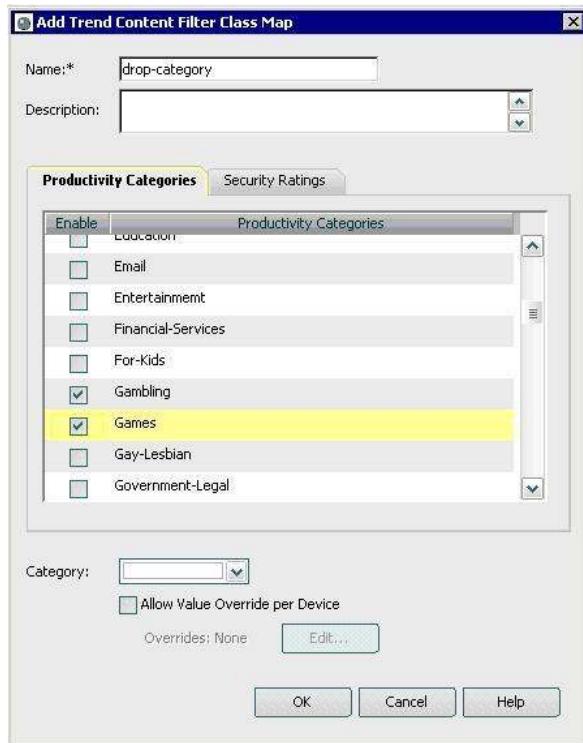 Add Trend Content Filter Class Map
Name:* drop-category
Description:
Productivity Categories Security Ratings
Enable Productivity Categories
Education
Email
Entertainmemt
Financial-Services
For-Kids
Gambling
Games
Gay-Lesbian
Government-Legal
Category:
Allow Value Override per Device
Overrides: None Edit...
OK Cancel Help